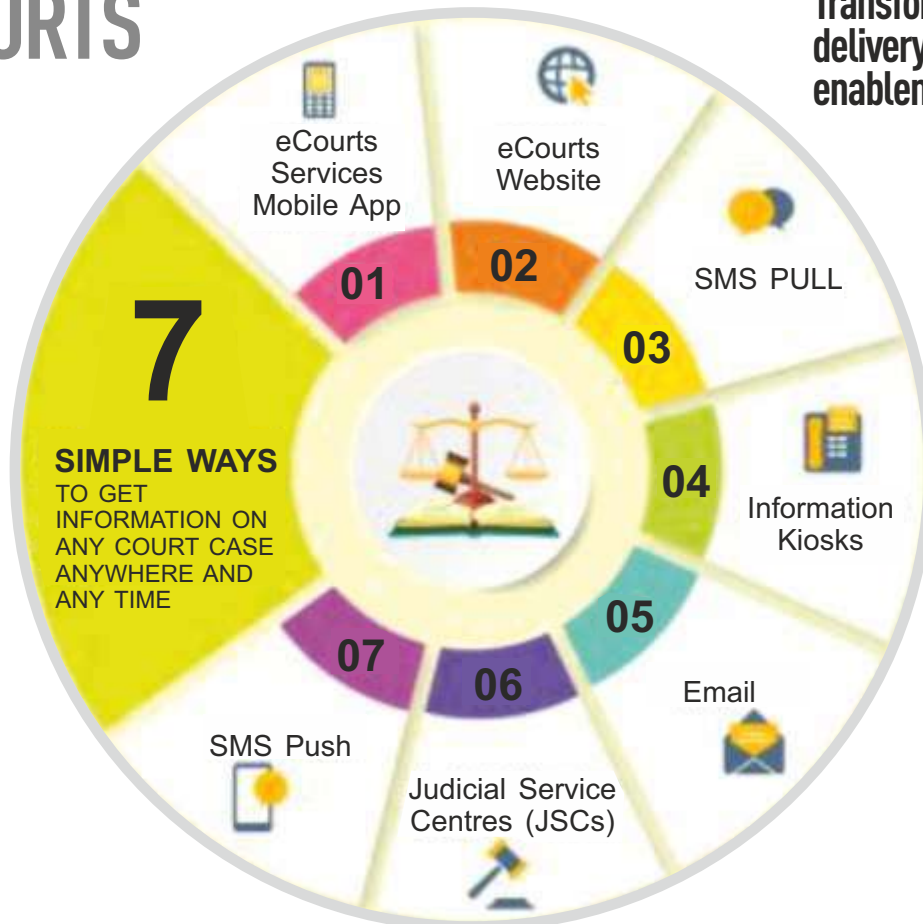 7
SIMPLE WAYS
TO GET
INFORMATION ON
ANY COURT CASE
ANYWHERE AND
ANY TIME
eCourts
Services
Mobile App
01
eCourts
Website
02
SMS PULL
03
Information
Kiosks
04
Email
05
Judicial Service
Centres (JSCs)
06
SMS Push
07
delivery